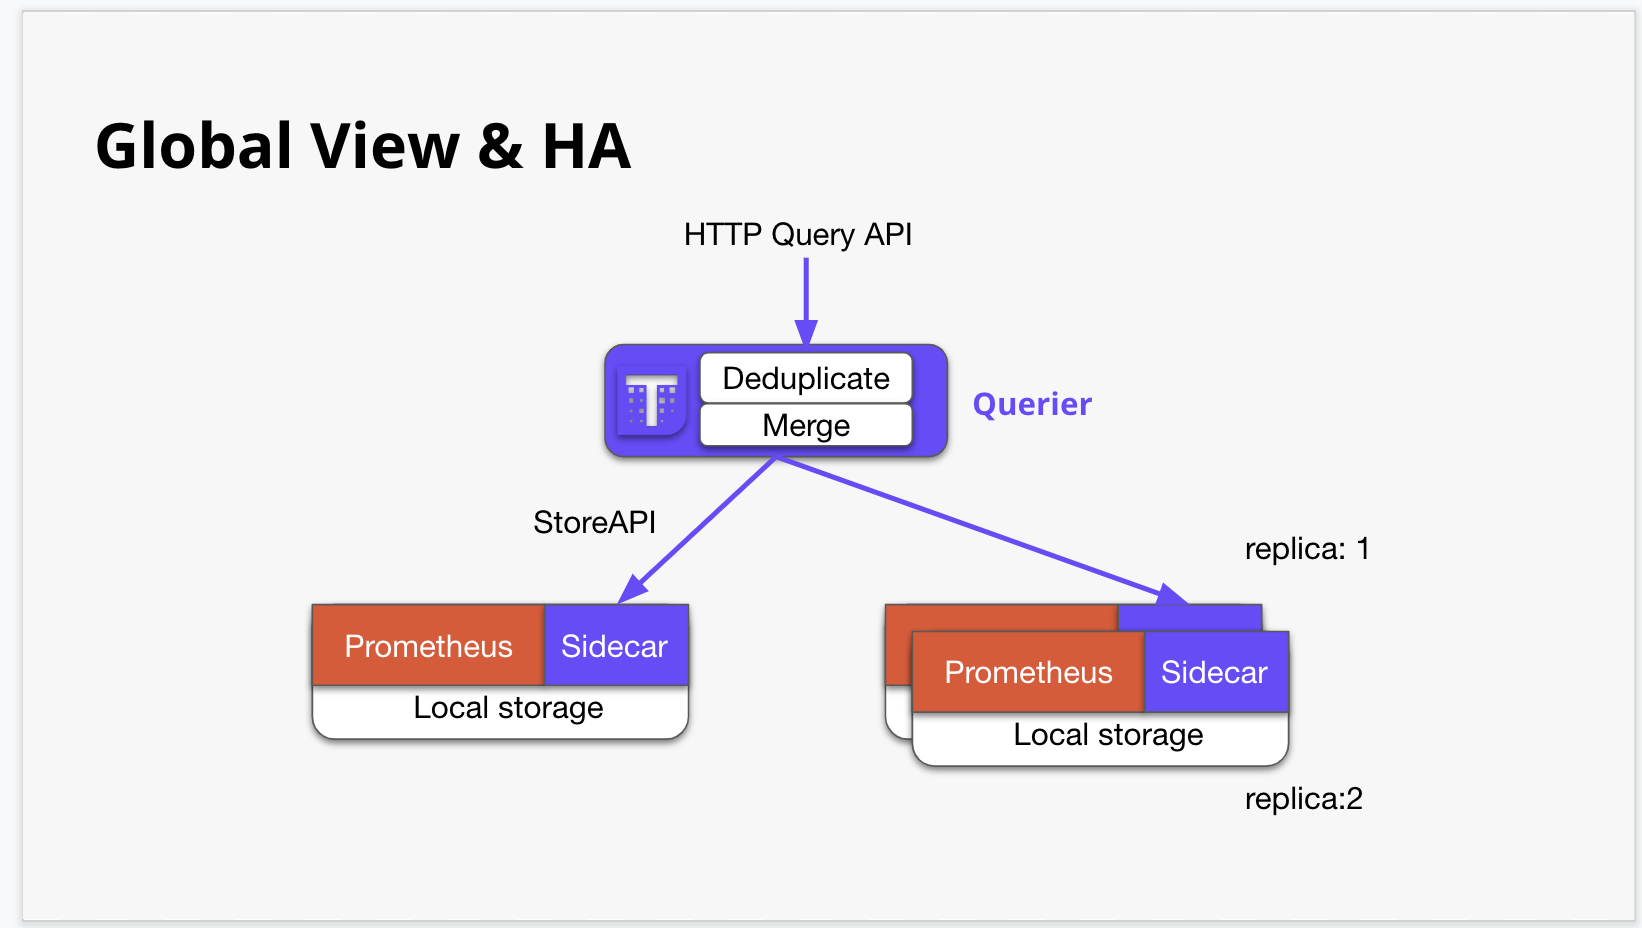 Global View & HA
HTTP Query API
T
Deduplicate
Merge
Querier
StoreAPI
replica: 1
Prometheus
Sidecar
Local storage
Prometheus
Sidecar
Local storage
replica:2